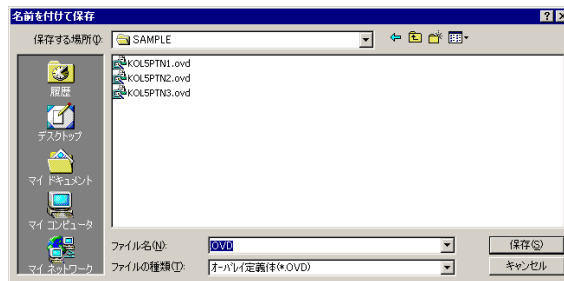 名前を付けて保存
保存する場所(I):
SAMPLE
KOL5PTN1.ovd
KOL5PTN2.ovd
KOL5PTN3.ovd
履歴
デスクトップ
マイ ドキュメント
マイ コンピュータ
マイ ネットワーク
ファイル名(N):
OVD
保存(S)
ファイルの種類(T):
オーバレイ定義体(*.OVD)
キャンセル